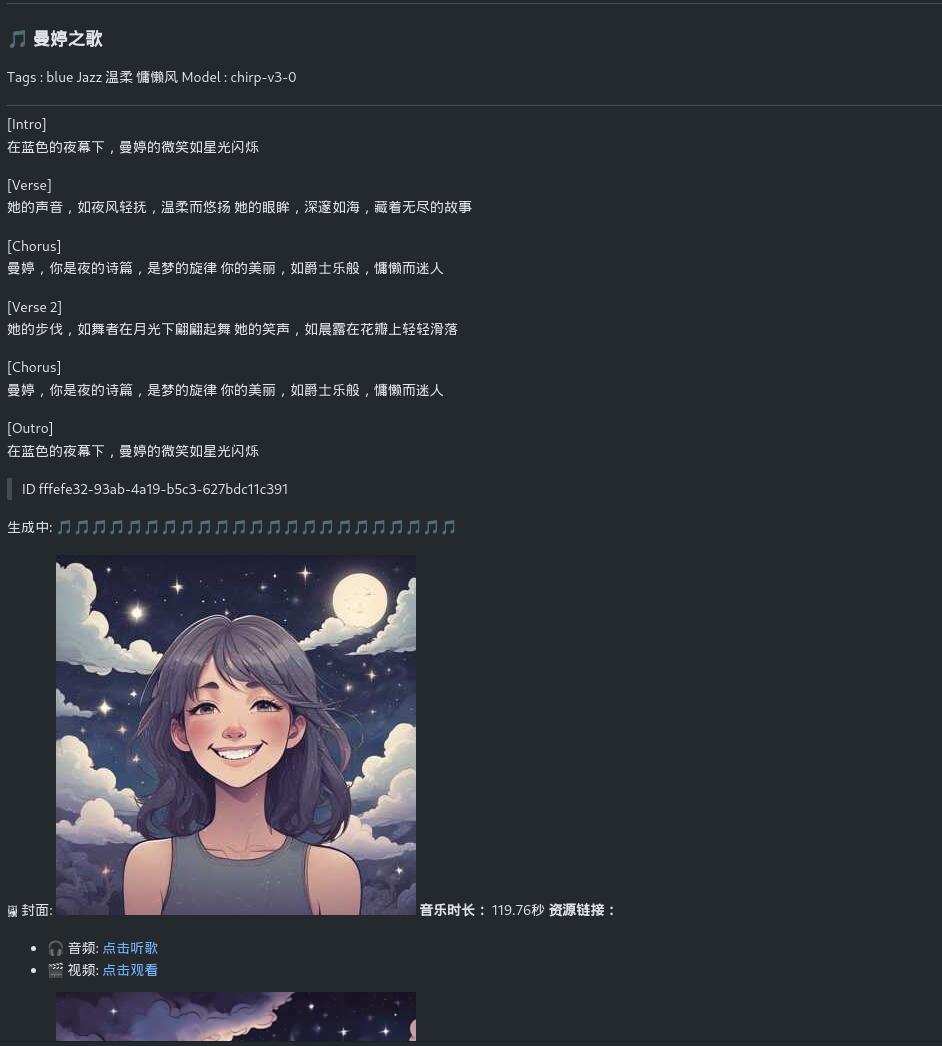 🎵 曼婷之歌
Tags : blue Jazz 温柔 慵懒风 Model : chirp-v3-0
[Intro]
在蓝色的夜幕下，曼婷的微笑如星光闪烁
[Verse]
她的声音，如夜风轻抚，温柔而悠扬 她的眼眸，深邃如海，藏着无尽的故事
[Chorus]
曼婷，你是夜的诗篇，是梦的旋律 你的美丽，如爵士乐般，慵懒而迷人
[Verse 2]
她的步伐，如舞者在月光下翩翩起舞 她的笑声，如晨露在花瓣上轻轻滑落
[Chorus]
曼婷，你是夜的诗篇，是梦的旋律 你的美丽，如爵士乐般，慵懒而迷人
[Outro]
在蓝色的夜幕下，曼婷的微笑如星光闪烁
ID fffefe32-93ab-4a19-b5c3-627bdc11c391
生成中: 🎵🎵🎵🎵🎵🎵🎵🎵🎵🎵🎵🎵🎵🎵🎵🎵🎵🎵🎵🎵🎵🎵🎵
封面: 音乐时长： 119.76秒 资源链接：
• 🎧 音频: 点击听歌
• 🎬 视频: 点击观看